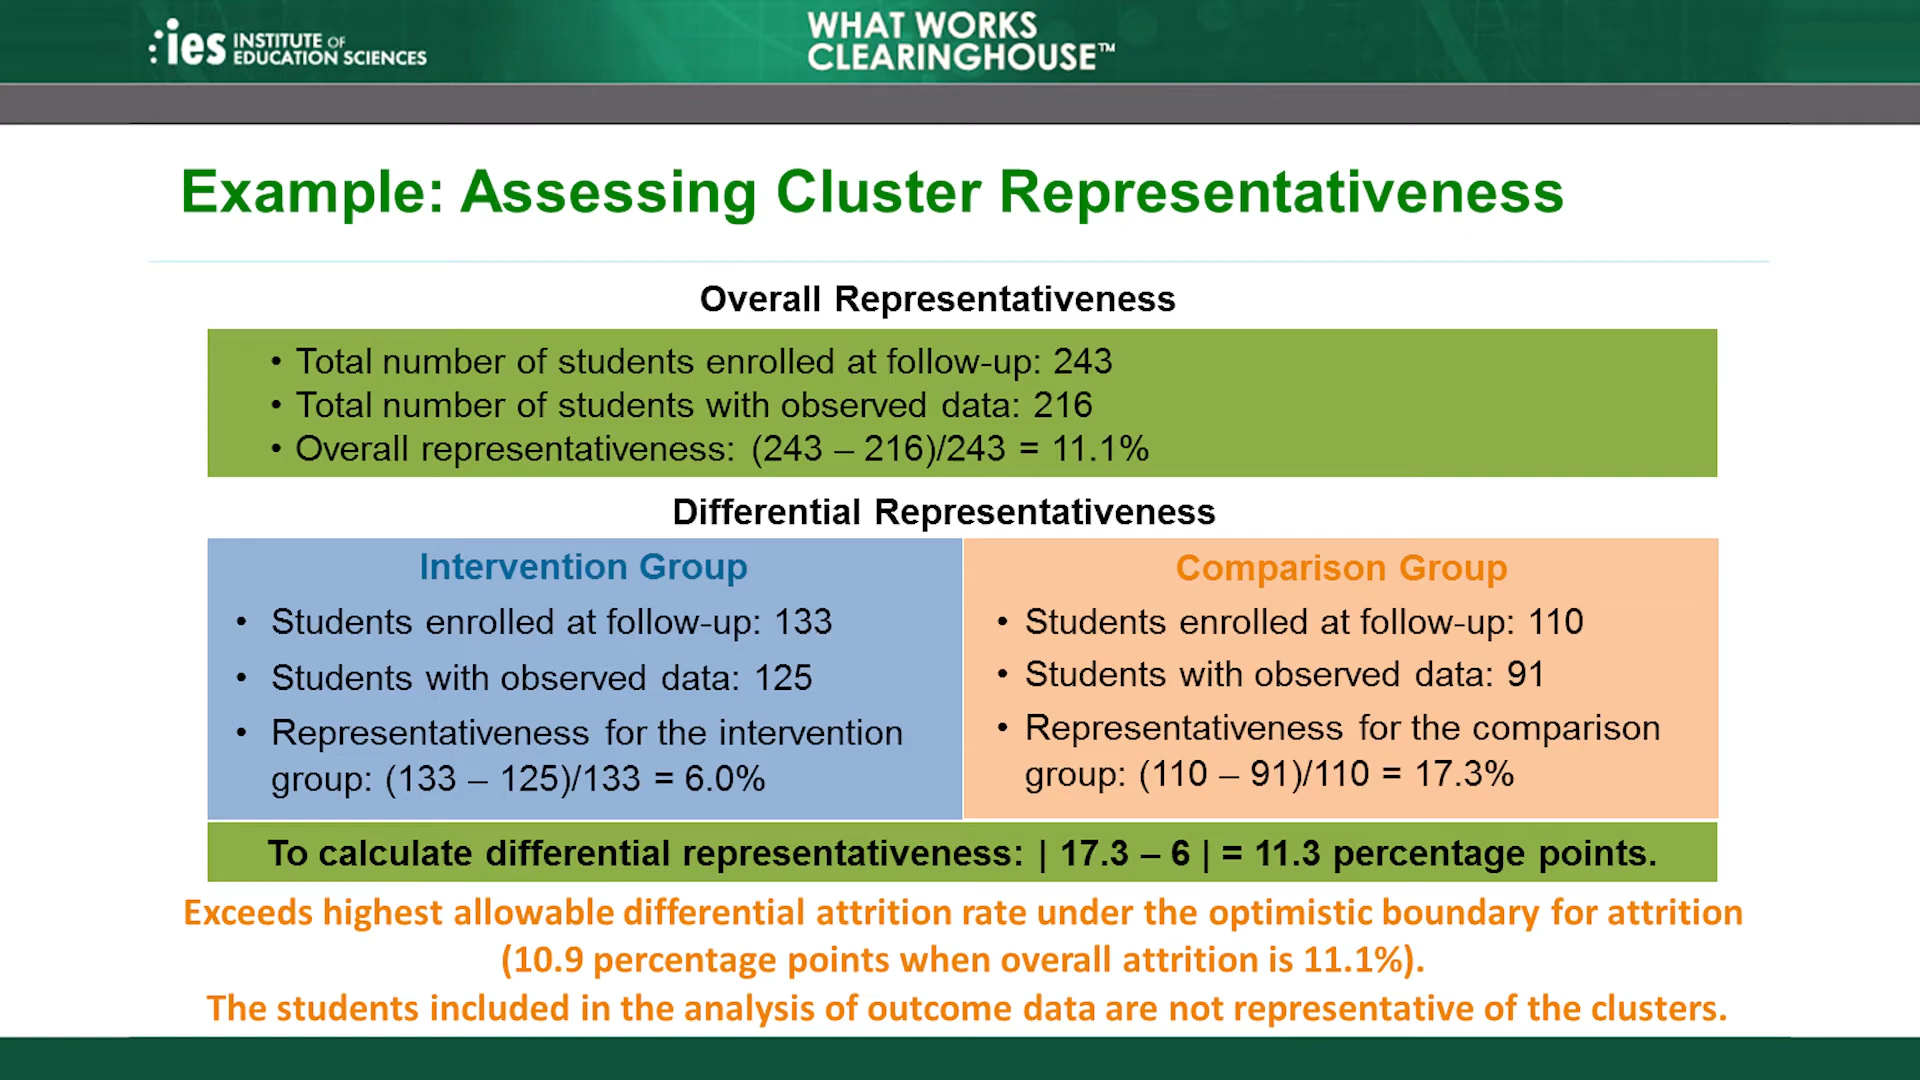 ies INSTITUTE OF
EDUCATION SCIENCES
WHAT WORKS
CLEARINGHOUSE™
Example: Assessing Cluster Representativeness
Overall Representativeness
• Total number of students enrolled at follow-up: 243
• Total number of students with observed data: 216
• Overall representativeness: (243 – 216)/243 = 11.1%
Differential Representativeness
Intervention Group
• Students enrolled at follow-up: 133
• Students with observed data: 125
• Representativeness for the intervention
group: (133 – 125)/133 = 6.0%
Comparison Group
• Students enrolled at follow-up: 110
• Students with observed data: 91
• Representativeness for the comparison
group: (110 – 91)/110 = 17.3%
To calculate differential representativeness: | 17.3 – 6 | = 11.3 percentage points.
Exceeds highest allowable differential attrition rate under the optimistic boundary for attrition
(10.9 percentage points when overall attrition is 11.1%).
The students included in the analysis of outcome data are not representative of the clusters.